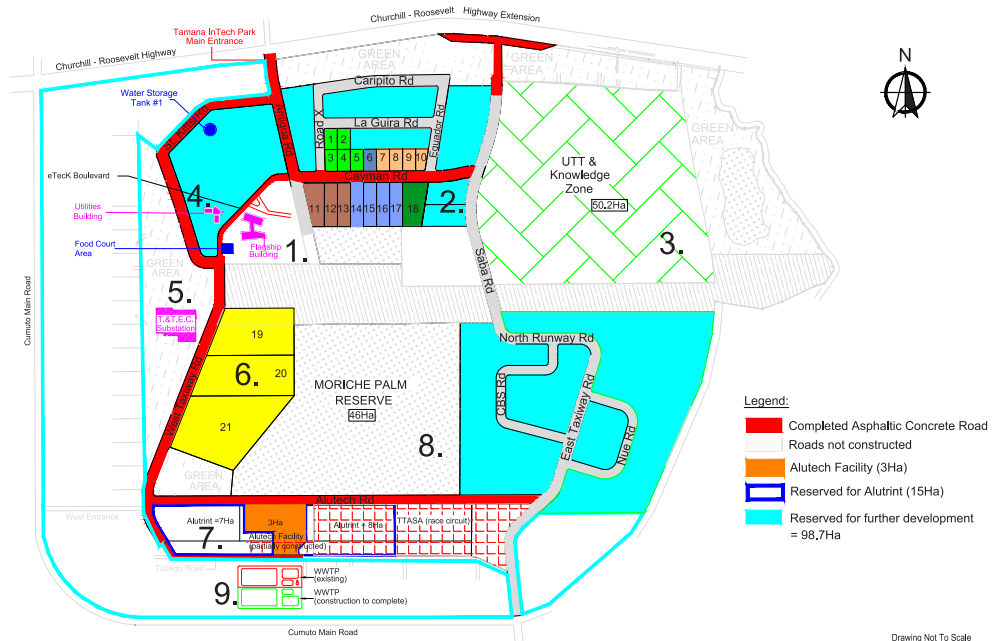 Churchill - Roosevelt Highway Extension
Tamana InTech Park
Main Entrance
Churchill - Roosevelt Highway
GREEN
AREA
GREEN
AREA
N
Caripito Rd
Water Storage
Tank #1
Road X
La Guira Rd
Equador Rd
GREEN
AREA
1 2
3 4 5 6 7 8 9 10
UTT &
Knowledge
Zone
50.2Ha
eTecK Boulevard
Cayman Rd
4.
11 12 13 14 15 16 17 18
2.
3.
Utilities
Building
Food Court
Area
Flagship
Building
1.
Saba Rd
GREEN
AREA
5.
T.&T.E.C.
Substation
Cumuto Main Road
West Taxiway Rd
19
6. 20
21
MORICHE PALM
RESERVE
46Ha
8.
North Runway Rd
CBS Rd
East Taxiway Rd
Nue Rd
GREEN
AREA
Alutech Rd
West Entrance
Alutrint =7Ha
7.
3Ha
Alutech Facility
(partially constructed)
Alutrint + 8Ha
TTASA (race circuit)
Tobago Road
9.
WWTP
(existing)
WWTP
(construction to complete)
Cumuto Main Road
Legend:
Completed Asphaltic Concrete Road
Roads not constructed
Alutech Facility (3Ha)
Reserved for Alutrint (15Ha)
Reserved for further development
= 98.7Ha
Drawing Not To Scale